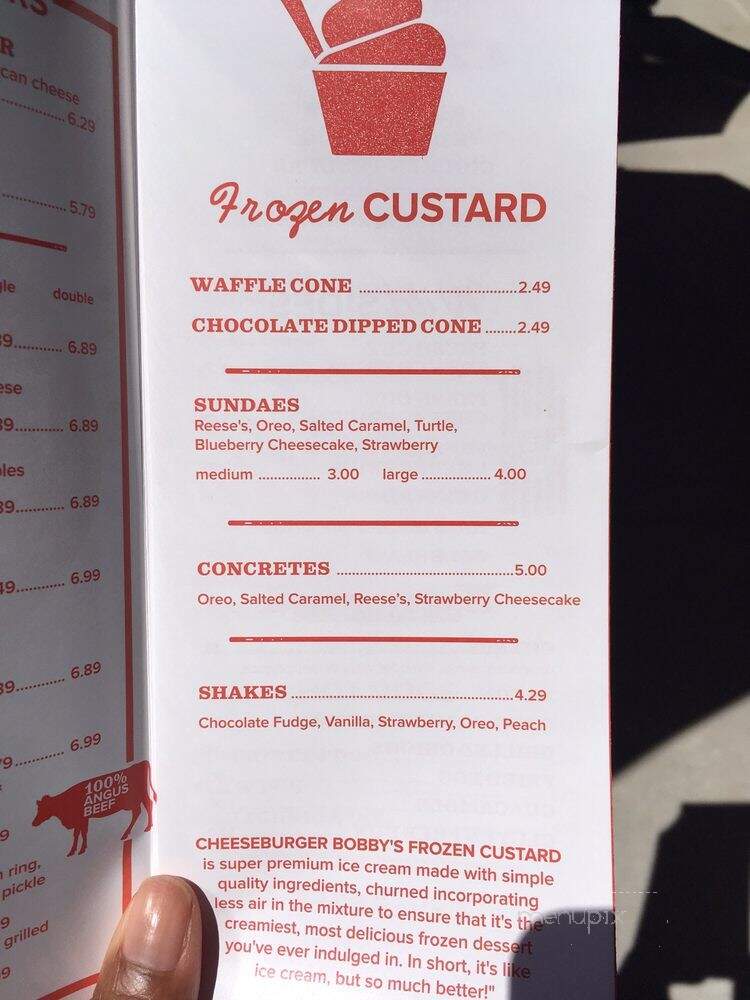 R
can cheese
6.29
5.79
double
6.89
6.89
6.89
6.99
6.89
6.99
100%
ANGUS
BEEF
ring,
pickle
grilled
Frozen CUSTARD
WAFFLE CONE ........ 2.49
CHOCOLATE DIPPED CONE ........ 2.49
SUNDAES
Reese's, Oreo, Salted Caramel, Turtle,
Blueberry Cheesecake, Strawberry
medium ........ 3.00 large ........ 4.00
CONCRETES ........ 5.00
Oreo, Salted Caramel, Reese's, Strawberry Cheesecake
SHAKES ........ 4.29
Chocolate Fudge, Vanilla, Strawberry, Oreo, Peach
CHEESEBURGER BOBBY'S FROZEN CUSTARD
is super premium ice cream made with simple
quality ingredients, churned incorporating
less air in the mixture to ensure that it's the
creamiest, most delicious frozen dessert
you've ever indulged in. In short, it's like
ice cream, but so much better!"
menupix